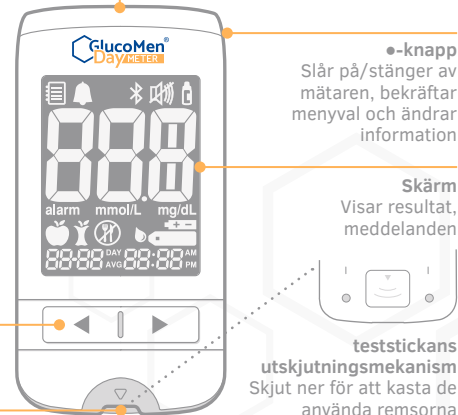 GlucoMen®
Day METER
●-knapp
Slår på/stänger av
mätaren, bekräftar
menyval och ändrar
information
88.8
alarm mmol/L mg/dL
Skärm
Visar resultat,
meddelanden
88-88 DAY AVG 88:88 AM PM
teststickans
utskjutningsmekanism
Skjut ner för att kasta de
använda remsorna